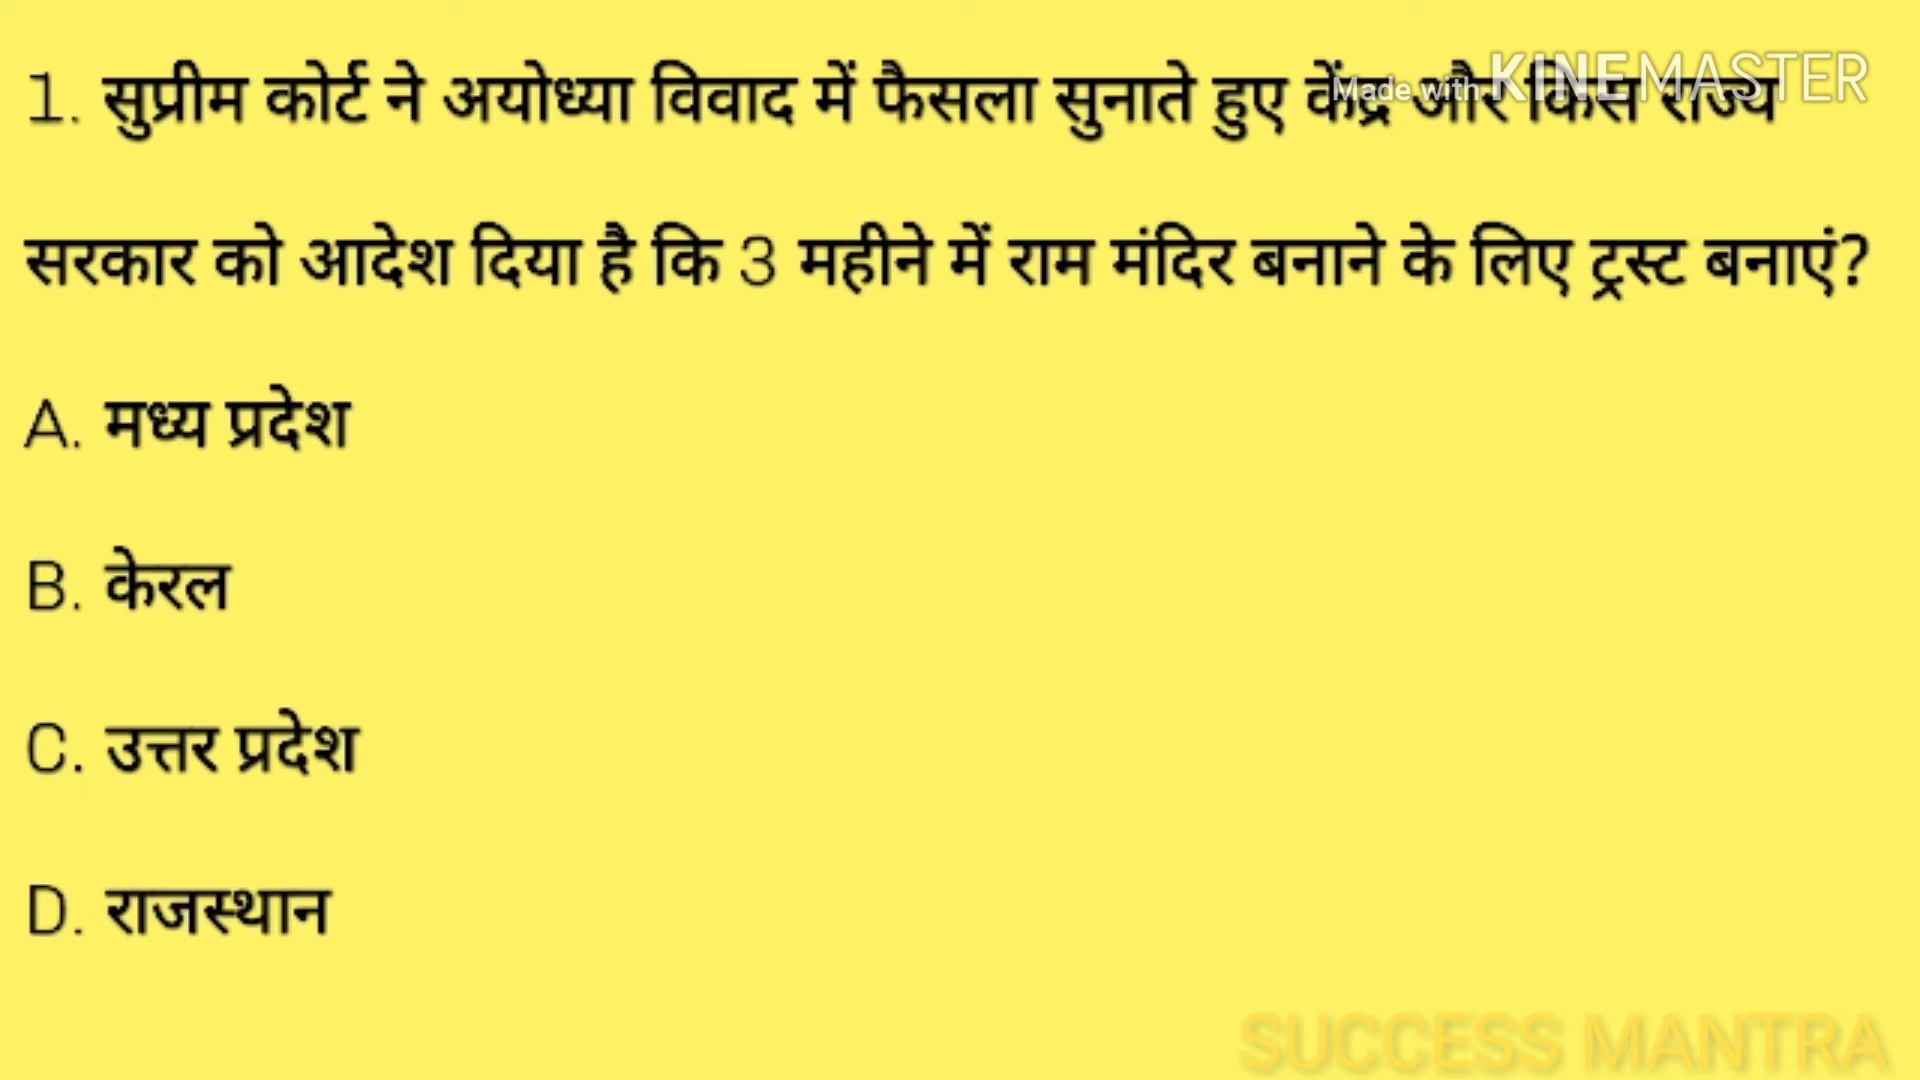 Made with KINEMASTER
1. सुप्रीम कोर्ट ने अयोध्या विवाद में फैसला सुनाते हुए केंद्र और किस राज्य
सरकार को आदेश दिया है कि 3 महीने में राम मंदिर बनाने के लिए ट्रस्ट बनाएं?
A. मध्य प्रदेश
B. केरल
C. उत्तर प्रदेश
D. राजस्थान
SUCCESS MANTRA